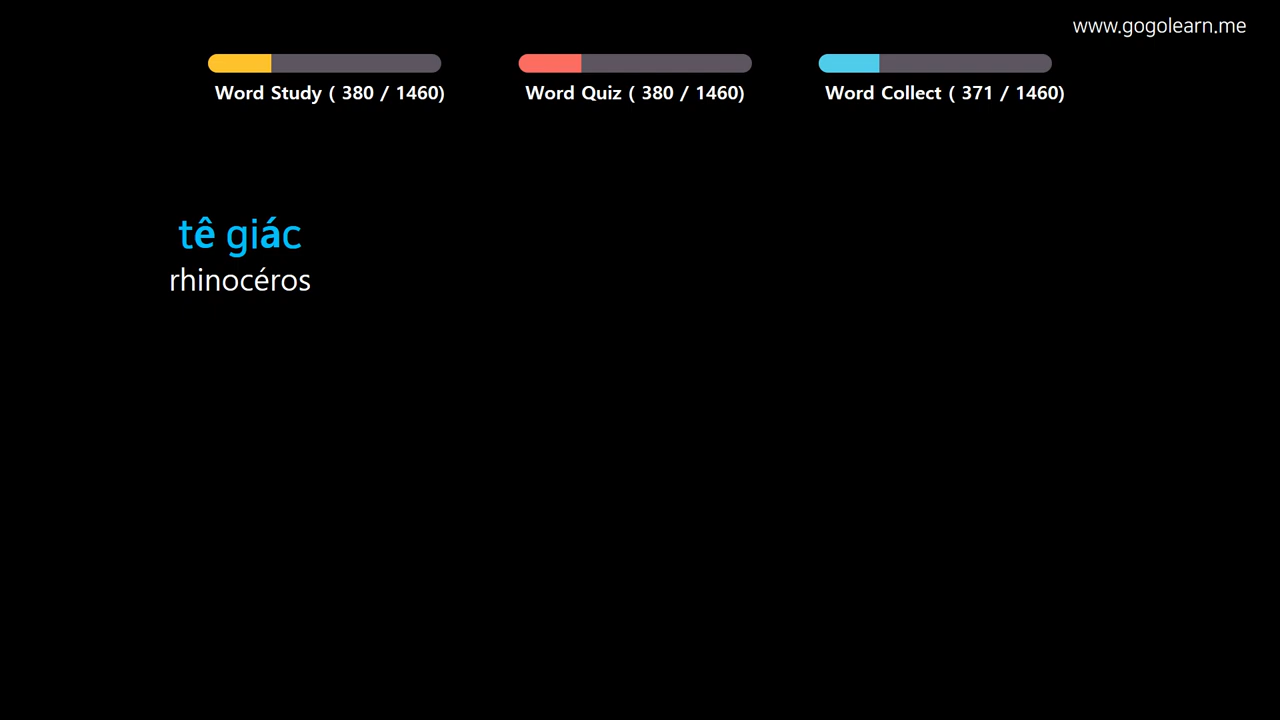 www.gogolearn.me
Word Study ( 380 / 1460)
Word Quiz ( 380 / 1460)
Word Collect ( 371 / 1460)
tê giác
rhinocéros